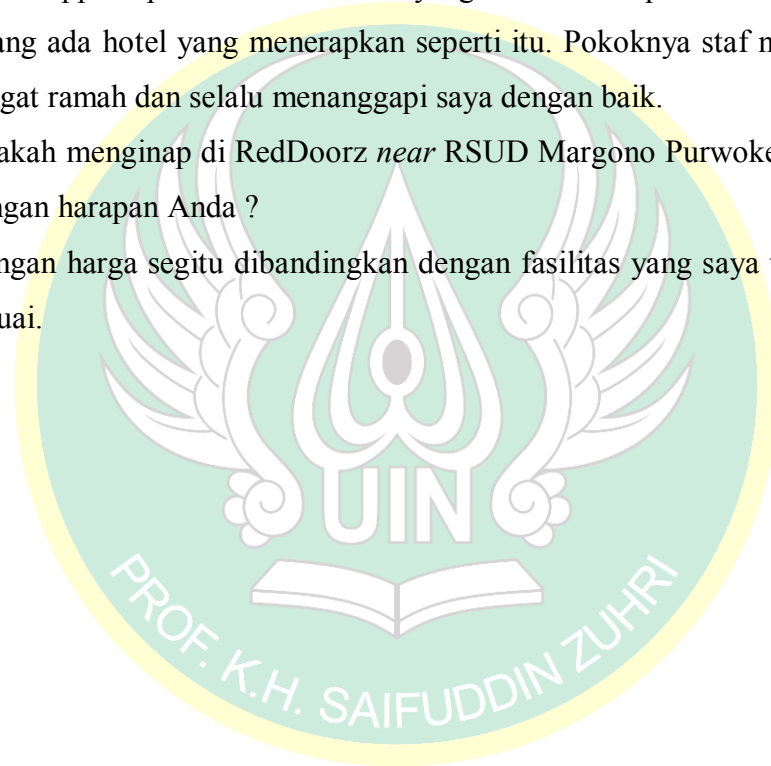 ang ada hotel yang menerapkan seperti itu. Pokoknya staf
gat ramah dan selalu menanggapi saya dengan baik.
akah menginap di RedDoorz near RSUD Margono Purwoke
ngan harapan Anda ?
ngan harga segitu dibandingkan dengan fasilitas yang saya
uai.
UIN
PROF. K.H. SAIFUDDIN ZUHRI